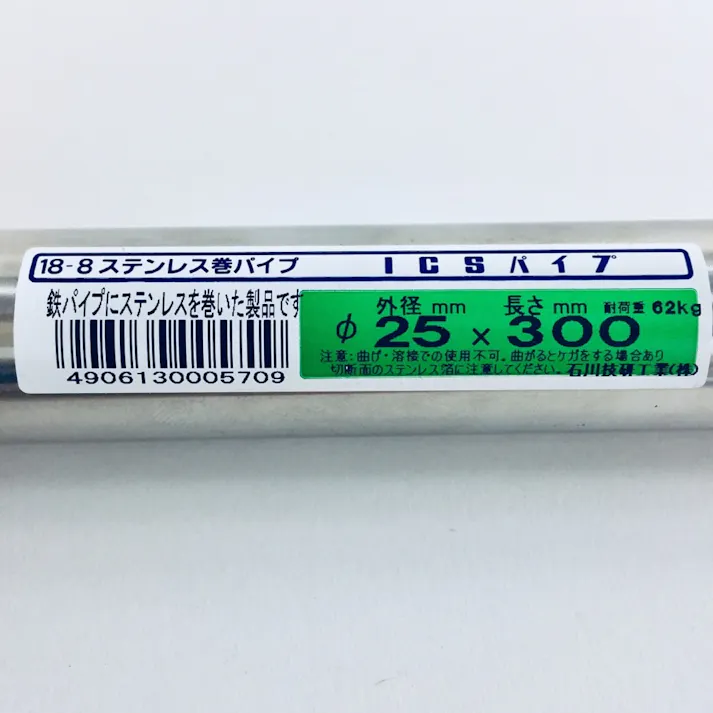 18-8ステンレス巻パイプ ICSパイプ
鉄パイプにステンレスを巻いた製品です
4906130005709
外径 mm 長さ mm 耐荷重 62kg
φ 25 × 300
注意:曲げ・溶接での使用不可。曲がるとケガをする場合あり
切断面のステンレス箔に注意してください。石川技研工業(株)